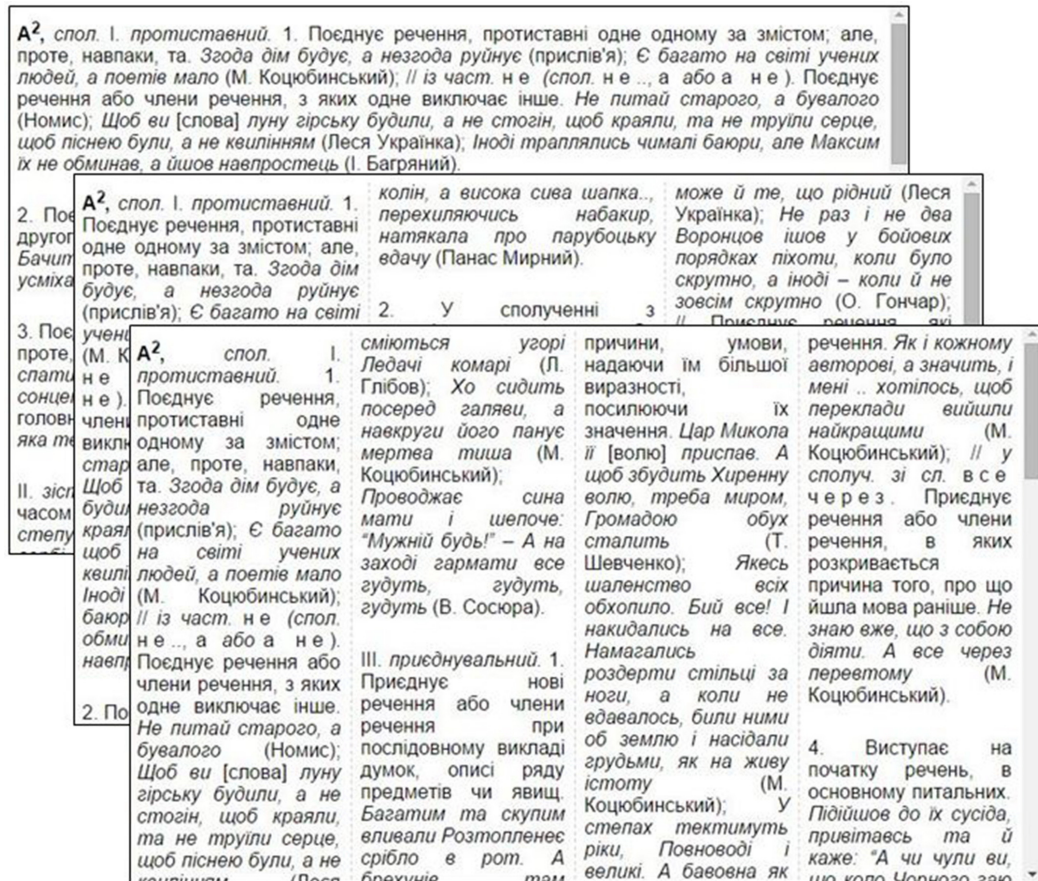 А², спол. І. протиставний. 1. Поєднує речення, протиставні одне одному за змістом; але,
проте, навпаки, та. Згода дім будує, а незгода руйнує (прислів'я); Є багато на світі учених
людей, а поетів мало (М. Коцюбинський); // із част. н е (спол. н е .., а або а н е ). Поєднує
речення або члени речення, з яких одне виключає інше. Не питай старого, а бувалого
(Номис); Щоб ви [слова] луну гірську будили, а не стогін, щоб краяли, та не труїли серце,
щоб піснею були, а не квилінням (Леся Українка); Іноді траплялись чималі баюри, але Максим
їх не обминав, а йшов навпростець (І. Багряний).
2.
3.
II.
часом
А², спол. І. протиставний. 1.
Поєднує речення, протиставні
одне одному за змістом; але,
проте, навпаки, та. Згода дім
будує, а незгода руйнує
(прислів'я); Є багато на світі
(М.
н е
н е ).
2.
колін, а висока сива шапка..,
перехиляючись набакир,
натякала про парубоцьку
вдачу (Панас Мирний).
2. У сполученні з
може й те, що рідний (Леся
Українка); Не раз і не два
Воронцов ішов у бойових
порядках піхоти, коли було
скрутно, а іноді – коли й не
зовсім скрутно (О. Гончар);
// Приєднує речення, які
А², спол. І.
протиставний. 1.
Поєднує речення,
протиставні одне
одному за змістом;
але, проте, навпаки,
та. Згода дім будує, а
незгода руйнує
(прислів'я); Є багато
на світі учених
людей, а поетів мало
(М. Коцюбинський);
// із част. н е (спол.
н е .., а або а н е ).
Поєднує речення або
члени речення, з яких
одне виключає інше.
Не питай старого, а
бувалого (Номис);
Щоб ви [слова] луну
гірську будили, а не
стогін, щоб краяли,
та не труїли серце,
щоб піснею були, а не
квилінням (Леся
сміються угорі
Ледачі комарі (Л.
Глібов); Хо сидить
посеред галяви, а
навкруги його панує
мертва тиша (М.
Коцюбинський);
Проводжає сина
мати і шепоче:
“Мужній будь!” – А на
заході гармати все
гудуть, гудуть,
гудуть (В. Сосюра).
III. приєднувальний. 1.
Приєднує нові
речення або члени
речення при
послідовному викладі
думок, описі ряду
предметів чи явищ.
Багатим та скупим
вливали Розтопленеє
срібло в рот. А
брехунів там
причини, умови,
надаючи їм більшої
виразності,
посилюючи їх
значення. Цар Микола
її [волю] приспав. А
щоб збудить Хиренну
волю, треба миром,
Громадою обух
сталить (Т.
Шевченко); Якесь
шаленство всіх
обхопило. Бий все! І
накидались на все.
Намагались
роздерти стільці за
ноги, а коли не
вдавалось, били ними
об землю і насідали
грудьми, як на живу
істоту (М.
Коцюбинський); У
степах тектимуть
ріки, Повноводі і
великі. А бавовна як
речення. Як і кожному
авторові, а значить, і
мені .. хотілось, щоб
переклади вийшли
найкращими (М.
Коцюбинський); // у
сполуч. зі сл. в с е
ч е р е з . Приєднує
речення або члени
речення, в яких
розкривається
причина того, про що
йшла мова раніше. Не
знаю вже, що з собою
діяти. А все через
перевтому (М.
Коцюбинський).
4. Виступає на
початку речень, в
основному питальних.
Підійшов до їх сусіда,
привітавсь та й
каже: “А чи чули ви,
що коло Чорного гаю